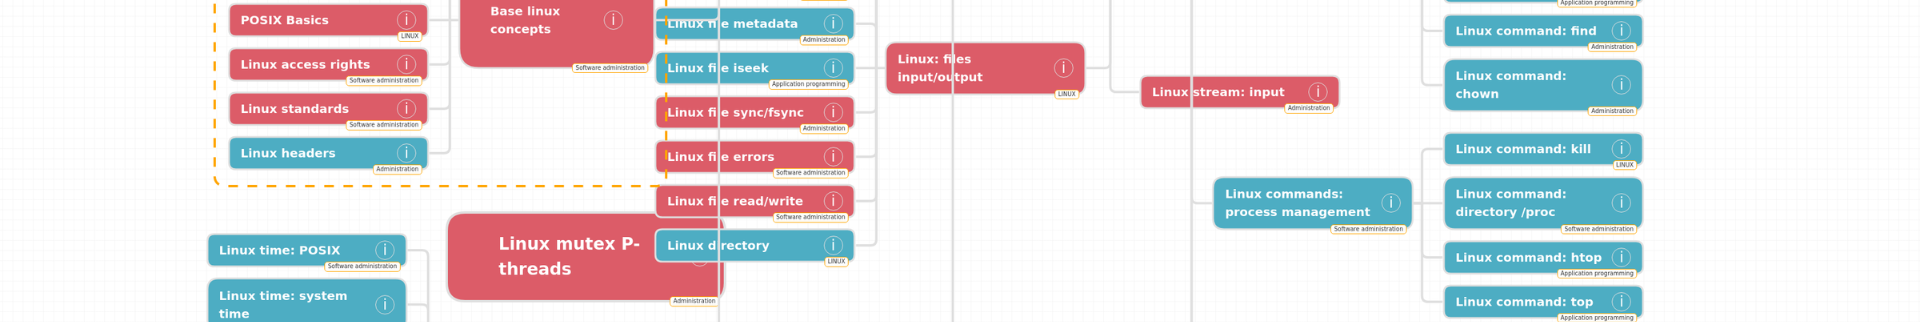 POSIX Basics
LINUX
Linux access rights
Software administration
Linux standards
Software administration
Linux headers
Administration
Base linux
concepts
Software administration
Linux time: POSIX
Software administration
Linux time: system
time
Linux mutex P-
threads
Administration
Linux file metadata
Administration
Linux file iseek
Application programming
Linux file sync/fsync
Administration
Linux file errors
Software administration
Linux file read/write
Software administration
Linux directory
LINUX
Linux: files
input/output
LINUX
Linux stream: input
Administration
Linux commands:
process management
Software administration
Application programming
Linux command: find
Administration
Linux command:
chown
Administration
Linux command: kill
LINUX
Linux command:
directory /proc
Software administration
Linux command: htop
Application programming
Linux command: top
Application programming